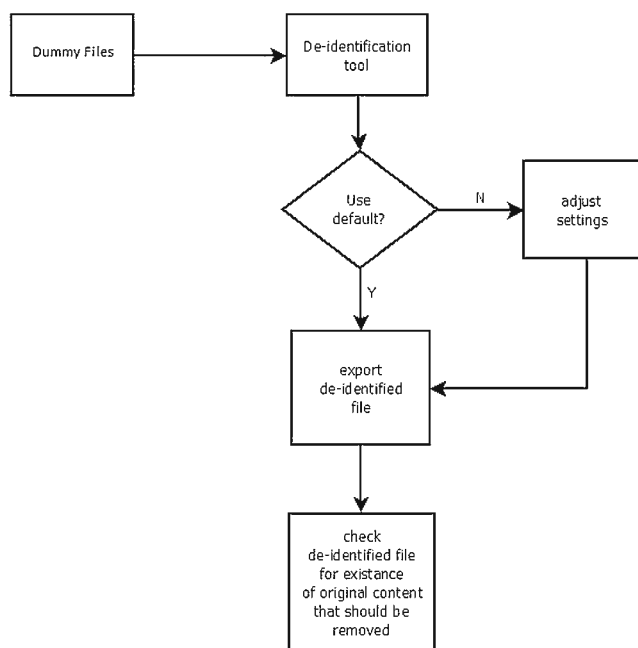 Dummy Files
De-identification
tool
Use
default?
N
adjust
settings
Y
export
de-identified
file
check
de-identified file
for existance
of original content
that should be
removed